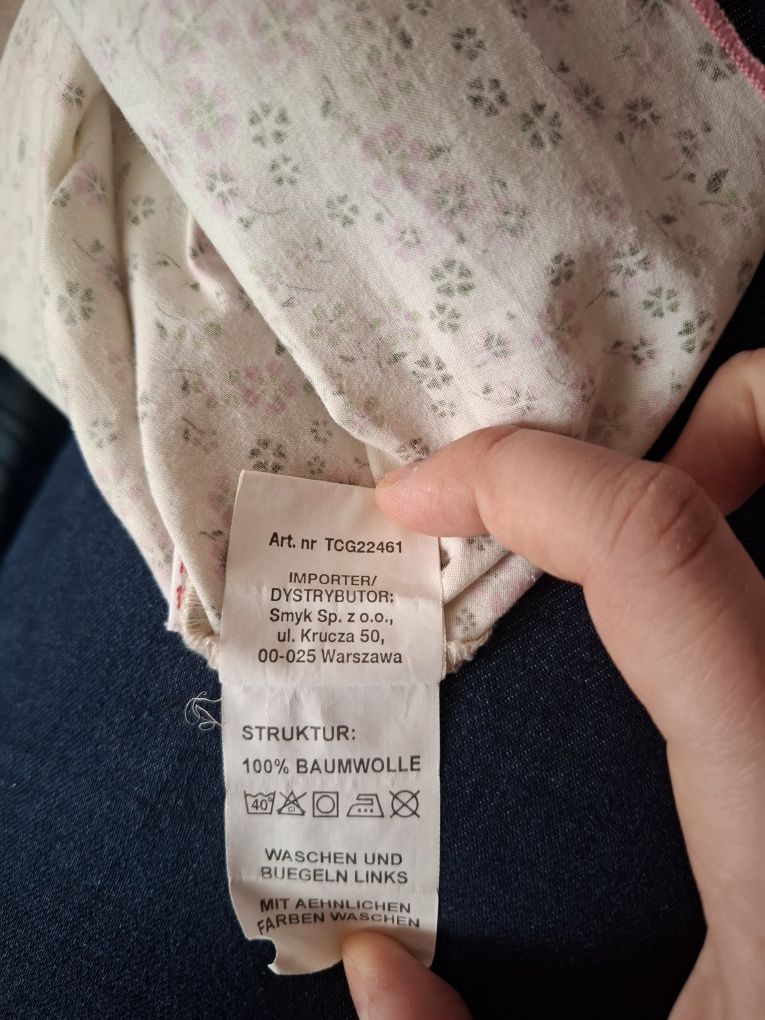 Art. nr TCG22461
IMPORTER/
DYSTRYBUTOR:
Smyk Sp. z o.o.,
ul. Krucza 50,
00-025 Warszawa
STRUKTUR:
100% BAUMWOLLE
40° cl
WASCHEN UND
BUEGELN LINKS
MIT AEHNLICHEN
FARBEN WASCHEN